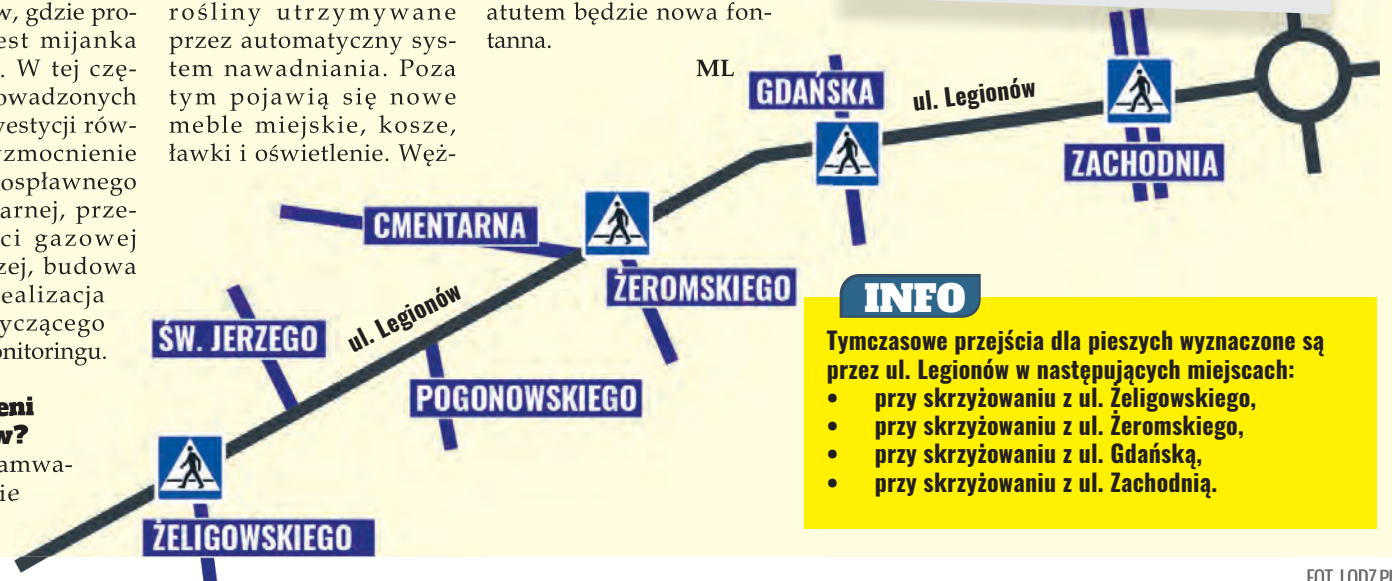 w, gdzie pro-
est mijanka
. W tej czę-
owadzonych
westycji rów-
zmocnienie
ospławnego
arnej, prze-
ci gazowej
zej, budowa
ealizacja
yczącego
onitoringu.
eni
w?
amwa-
ie
rośliny utrzymywane
przez automatyczny sys-
tem nawadniania. Poza
tym pojawią się nowe
meble miejskie, kosze,
ławki i oświetlenie. Węż-
atutem będzie nowa fon-
tanna.
ML
GDAŃSKA
ul. Legionów
ZACHODNIA
CMENTARNA
ŻEROMSKIEGO
ŚW. JERZEGO
ul. Legionów
POGONOWSKIEGO
ŻELIGOWSKIEGO
INFO
Tymczasowe przejścia dla pieszych wyznaczone są
przez ul. Legionów w następujących miejscach:
• przy skrzyżowaniu z ul. Żeligowskiego,
• przy skrzyżowaniu z ul. Żeromskiego,
• przy skrzyżowaniu z ul. Gdańską,
• przy skrzyżowaniu z ul. Zachodnią.
FOT. LODZ.PL